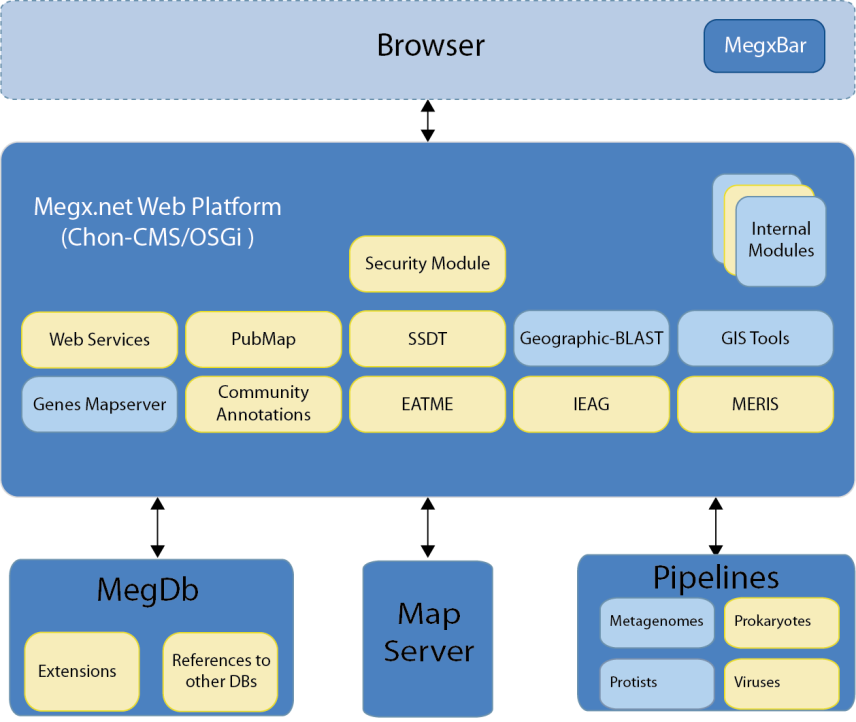 Browser
MegxBar
Megx.net Web Platform
(Chon-CMS/OSGi )
Internal
Modules
Security Module
Web Services
PubMap
SSDT
Geographic-BLAST
GIS Tools
Genes Mapserver
Community
Annotations
EATME
IEAG
MERIS
MegDb
Extensions
References to
other DBs
Map
Server
Pipelines
Metagenomes
Prokaryotes
Protists
Viruses